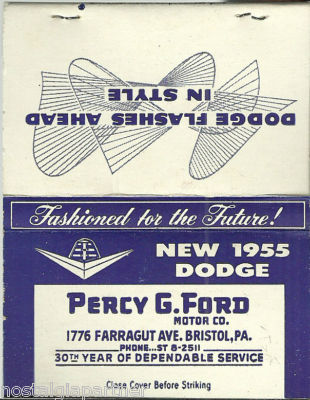 DODGE FLASHES AHEAD
IN STYLE
Fashioned for the Future!
NEW 1955
DODGE
PERCY G. FORD
MOTOR CO.
1776 FARRAGUT AVE. BRISTOL, PA.
PHONE...ST 8-2511
30TH YEAR OF DEPENDABLE SERVICE
Close Cover Before Striking
nostalgiapartner